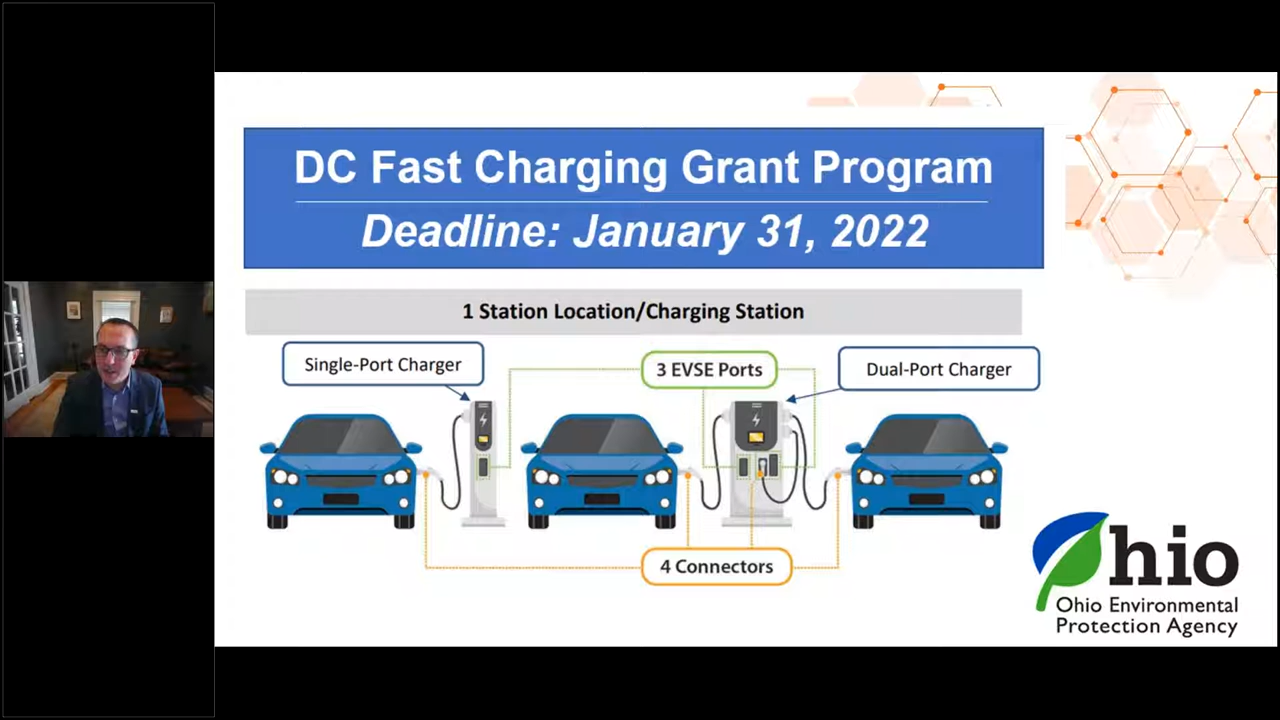 DC Fast Charging Grant Program
Deadline: January 31, 2022
1 Station Location/Charging Station
Single-Port Charger
3 EVSE Ports
Dual-Port Charger
4 Connectors
Ohio
Ohio Environmental
Protection Agency